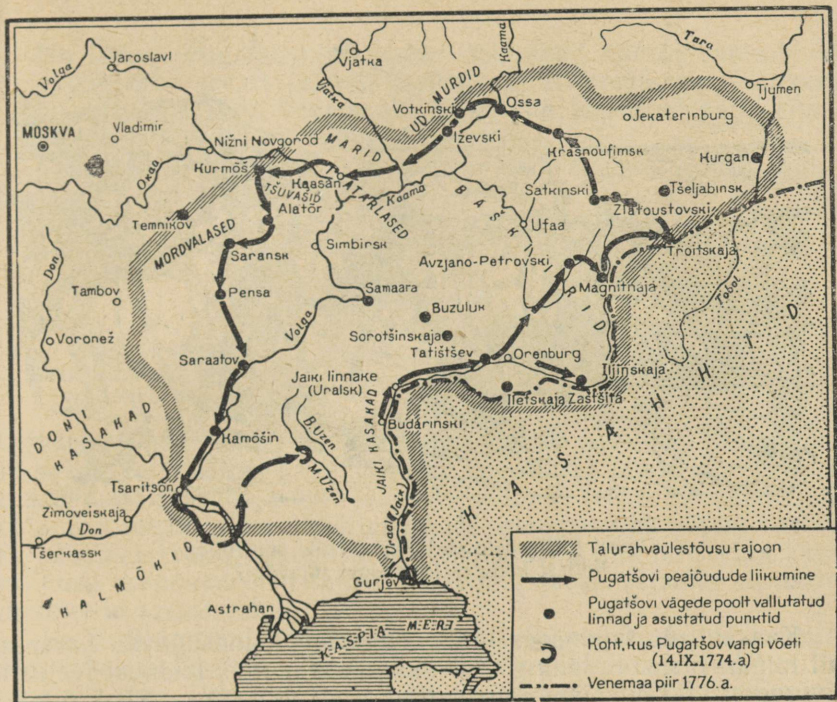 Volga
Jaroslavl
MOSKVA
Vladimir
Okaa
Nižni Novgorod
Vjatka
Vjatka
Kaama
Tara
Tjumen
UDMURDID
Votkinski
Ossa
Iževski
Jekaterinburg
MARID
Krasnoufimsk
Kurgan
Kurmõš
Kaasan
TŠUVAŠID
TATARLASED
Kaama
BAŠKIIRID
Satkinski
Tšeljabinsk
Zlatoustovski
Temnikov
Alatõr
MORDVALASED
Ufaa
Saransk
Simbirsk
Avzjano-Petrovski
Troitskaja
Magnitnaja
Tobol
Don
Tambov
Pensa
Samaara
Buzuluk
Voronež
Volga
Sorotšinskaja
Tatištšev
Orenburg
Saraatov
Iljinskaja
Jaiki linnake
(Uralsk)
Iletskaja Zastšita
DONI
KASAKAD
Kamõšin
B.Uzen
M.Uzen
JAIKI KASAKAD
Budarinski
KASAHHID
Tsaritsõn
Zimoveiskaja
Don
Tšerkassk
Uraal (Jaik)
KALMÕKID
Gurjev
Astrahan
KASPIA MERI
Talurahvaülestõusu rajoon
Pugatšovi peajõudude liikumine
Pugatšovi vägede poolt vallutatud
linnad ja asustatud punktid
Koht, kus Pugatšov vangi võeti
(14.IX.1774.a)
Venemaa piir 1776.a.